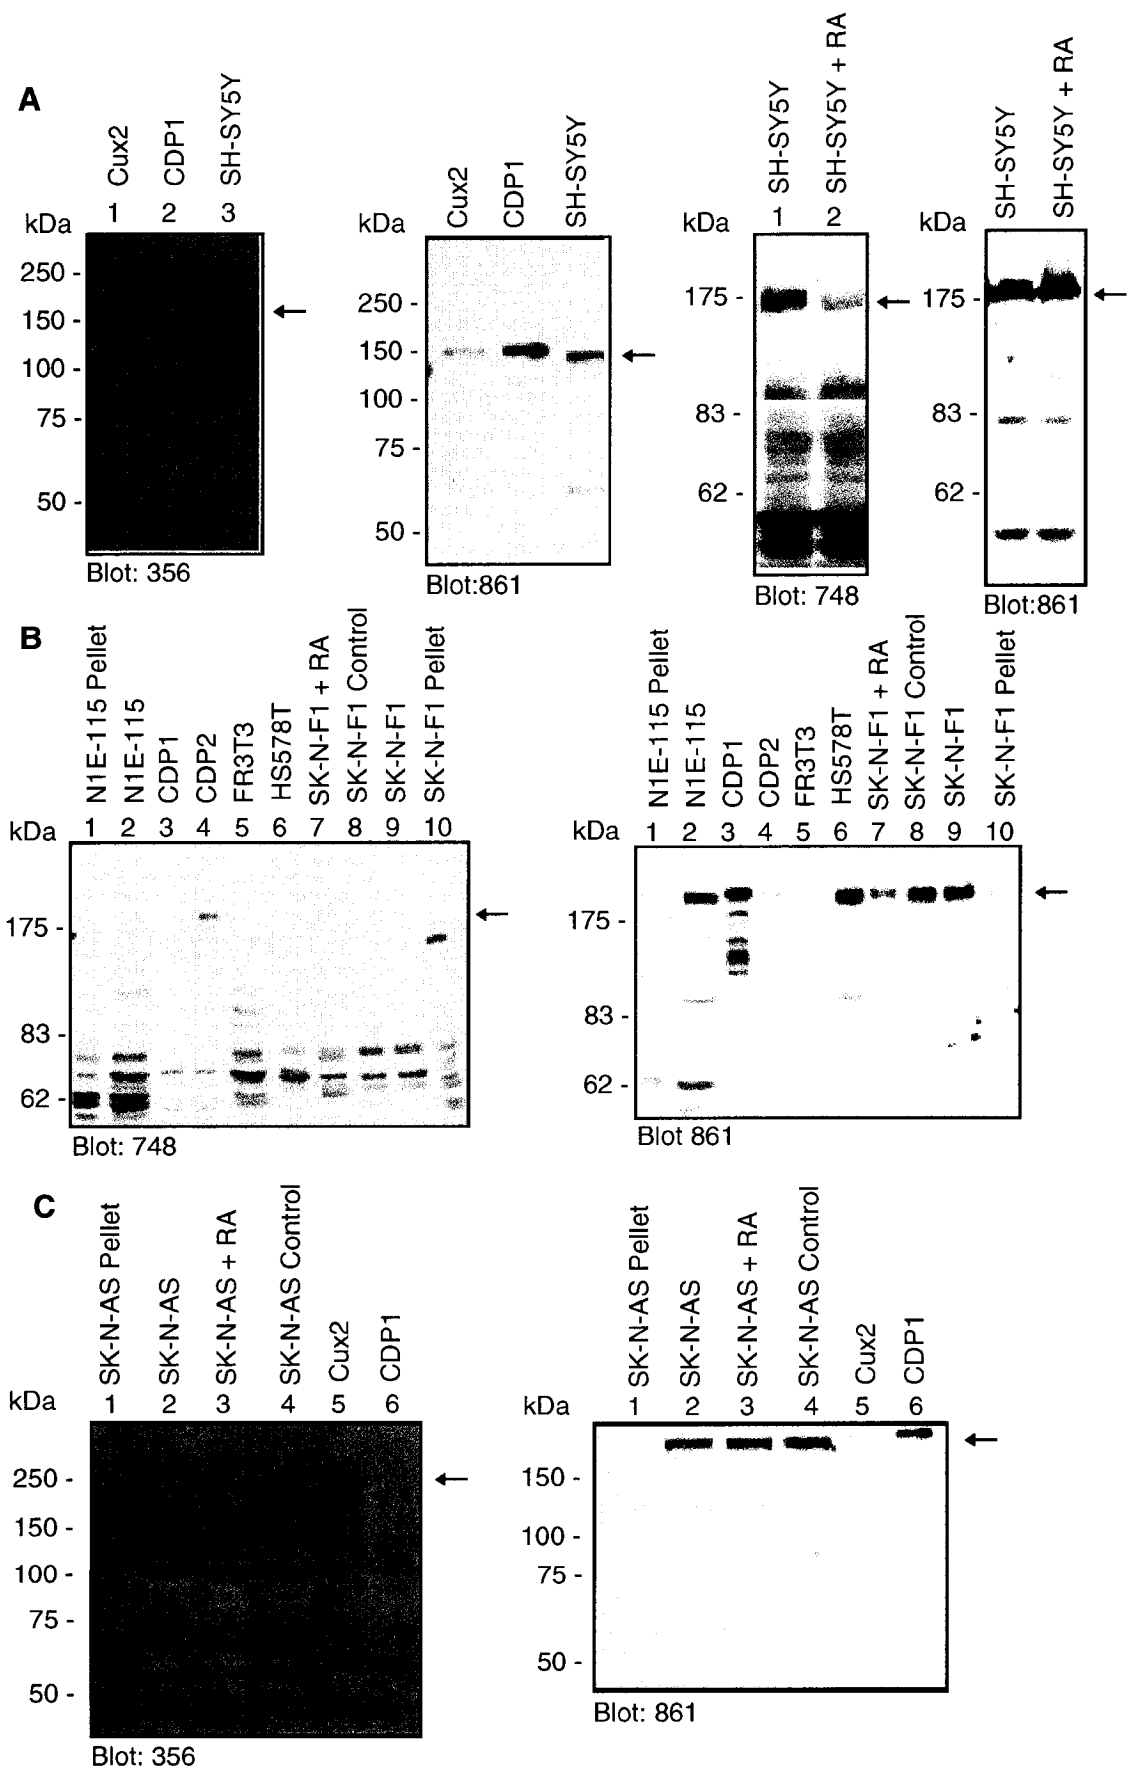 A
Cux2
CDP1
SH-SY5Y
1 2 3
kDa
250 -
150 -
100 -
75 -
50 -
Blot: 356
Cux2
CDP1
SH-SY5Y
kDa
250 -
150 -
100 -
75 -
50 -
Blot:861
SH-SY5Y
SH-SY5Y + RA
1 2
kDa
175 -
83 -
62 -
Blot: 748
SH-SY5Y
SH-SY5Y + RA
kDa
175 -
83 -
62 -
Blot:861
B
N1E-115 Pellet
N1E-115
CDP1
CDP2
FR3T3
HS578T
SK-N-F1 + RA
SK-N-F1 Control
SK-N-F1
SK-N-F1 Pellet
kDa
1 2 3 4 5 6 7 8 9 10
175 -
83 -
62 -
Blot: 748
N1E-115 Pellet
N1E-115
CDP1
CDP2
FR3T3
HS578T
SK-N-F1 + RA
SK-N-F1 Control
SK-N-F1
SK-N-F1 Pellet
kDa
1 2 3 4 5 6 7 8 9 10
175 -
83 -
62 -
Blot 861
C
SK-N-AS Pellet
SK-N-AS
SK-N-AS + RA
SK-N-AS Control
Cux2
CDP1
kDa
1 2 3 4 5 6
250 -
150 -
100 -
75 -
50 -
Blot: 356
SK-N-AS Pellet
SK-N-AS
SK-N-AS + RA
SK-N-AS Control
Cux2
CDP1
kDa
1 2 3 4 5 6
150 -
100 -
75 -
50 -
Blot: 861